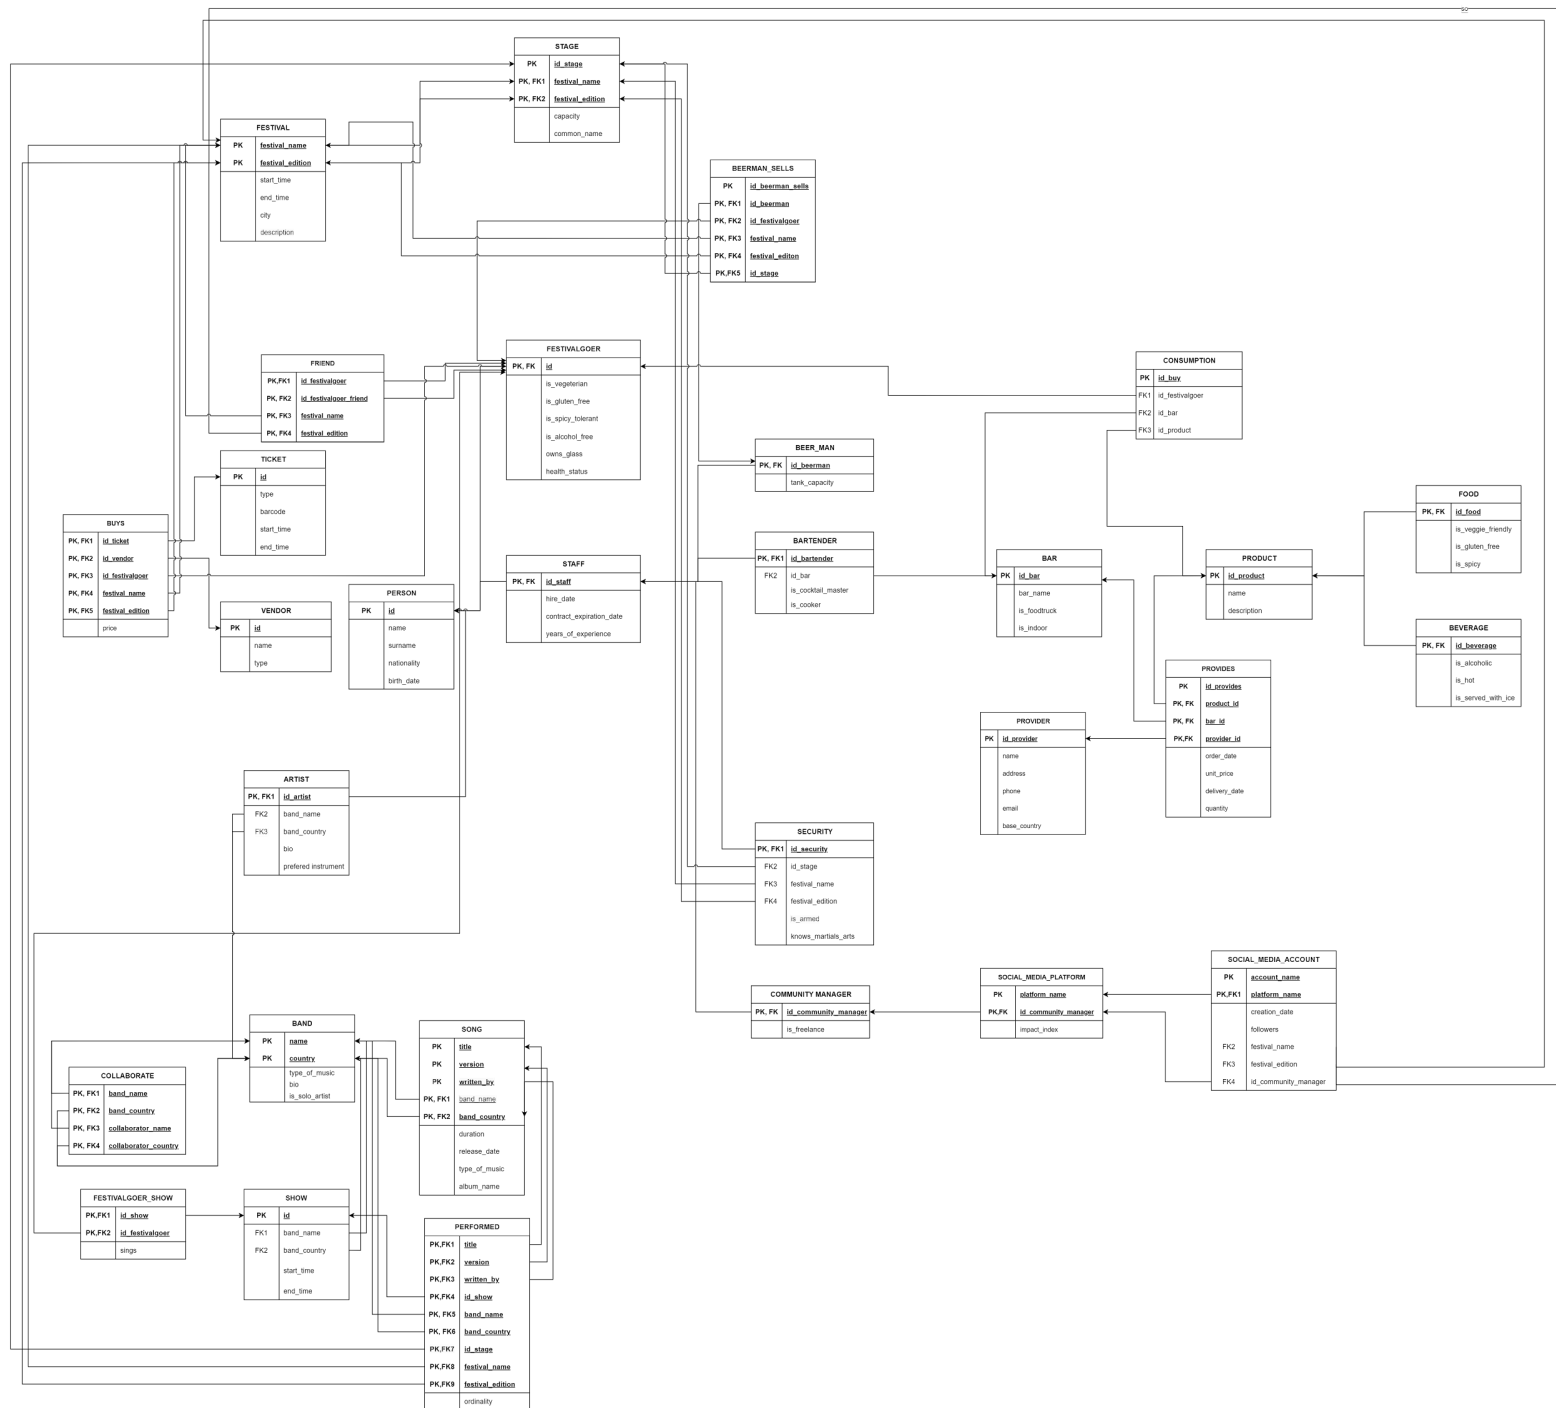 STAGE
PK id_stage
PK, FK1 festival_name
PK, FK2 festival_edition
capacity
common_name
FESTIVAL
PK festival_name
PK festival_edition
start_time
end_time
city
description
BEERMAN_SELLS
PK id_beerman_sells
PK, FK1 id_beerman
PK, FK2 id_festivalgoer
PK, FK3 festival_name
PK, FK4 festival_editon
PK,FK5 id_stage
FRIEND
PK,FK1 id_festivalgoer
PK, FK2 id_festivalgoer_friend
PK, FK3 festival_name
PK, FK4 festival_edition
FESTIVALGOER
PK, FK id
is_vegeterian
is_gluten_free
is_spicy_tolerant
is_alcohol_free
owns_glass
health_status
CONSUMPTION
PK id_buy
FK1 id_festivalgoer
FK2 id_bar
FK3 id_product
TICKET
PK id
type
barcode
start_time
end_time
BEER_MAN
PK, FK id_beerman
tank_capacity
FOOD
PK, FK id_food
is_veggie_friendly
is_gluten_free
is_spicy
BUYS
PK, FK1 id_ticket
PK, FK2 id_vendor
PK, FK3 id_festivalgoer
PK, FK4 festival_name
PK, FK5 festival_edition
price
BARTENDER
PK, FK1 id_bartender
FK2 id_bar
is_cocktail_master
is_cooker
BAR
PK id_bar
bar_name
is_foodtruck
is_indoor
PRODUCT
PK id_product
name
description
STAFF
PK, FK id_staff
hire_date
contract_expiration_date
years_of_experience
PERSON
PK id
name
surname
nationality
birth_date
VENDOR
PK id
name
type
BEVERAGE
PK, FK id_beverage
is_alcoholic
is_hot
is_served_with_ice
PROVIDES
PK id_provides
PK, FK product_id
PK, FK bar_id
PK,FK provider_id
order_date
unit_price
delivery_date
quantity
PROVIDER
PK id_provider
name
address
phone
email
base_country
ARTIST
PK, FK1 id_artist
FK2 band_name
FK3 band_country
bio
prefered instrument
SECURITY
PK, FK1 id_security
FK2 id_stage
FK3 festival_name
FK4 festival_edition
is_armed
knows_martials_arts
SOCIAL_MEDIA_ACCOUNT
PK account_name
PK,FK1 platform_name
creation_date
followers
FK2 festival_name
FK3 festival_edition
FK4 id_community_manager
SOCIAL_MEDIA_PLATFORM
PK platform_name
PK,FK id_community_manager
impact_index
COMMUNITY MANAGER
PK, FK id_community_manager
is_freelance
BAND
PK name
PK country
type_of_music
bio
is_solo_artist
SONG
PK title
PK version
PK written_by
PK, FK1 band_name
PK, FK2 band_country
duration
release_date
type_of_music
album_name
COLLABORATE
PK, FK1 band_name
PK, FK2 band_country
PK, FK3 collaborator_name
PK, FK4 collaborator_country
FESTIVALGOER_SHOW
PK,FK1 id_show
PK,FK2 id_festivalgoer
sings
SHOW
PK id
FK1 band_name
FK2 band_country
start_time
end_time
PERFORMED
PK,FK1 title
PK,FK2 version
PK,FK3 written_by
PK,FK4 id_show
PK, FK5 band_name
PK, FK6 band_country
PK,FK7 id_stage
PK,FK8 festival_name
PK,FK9 festival_edition
ordinality